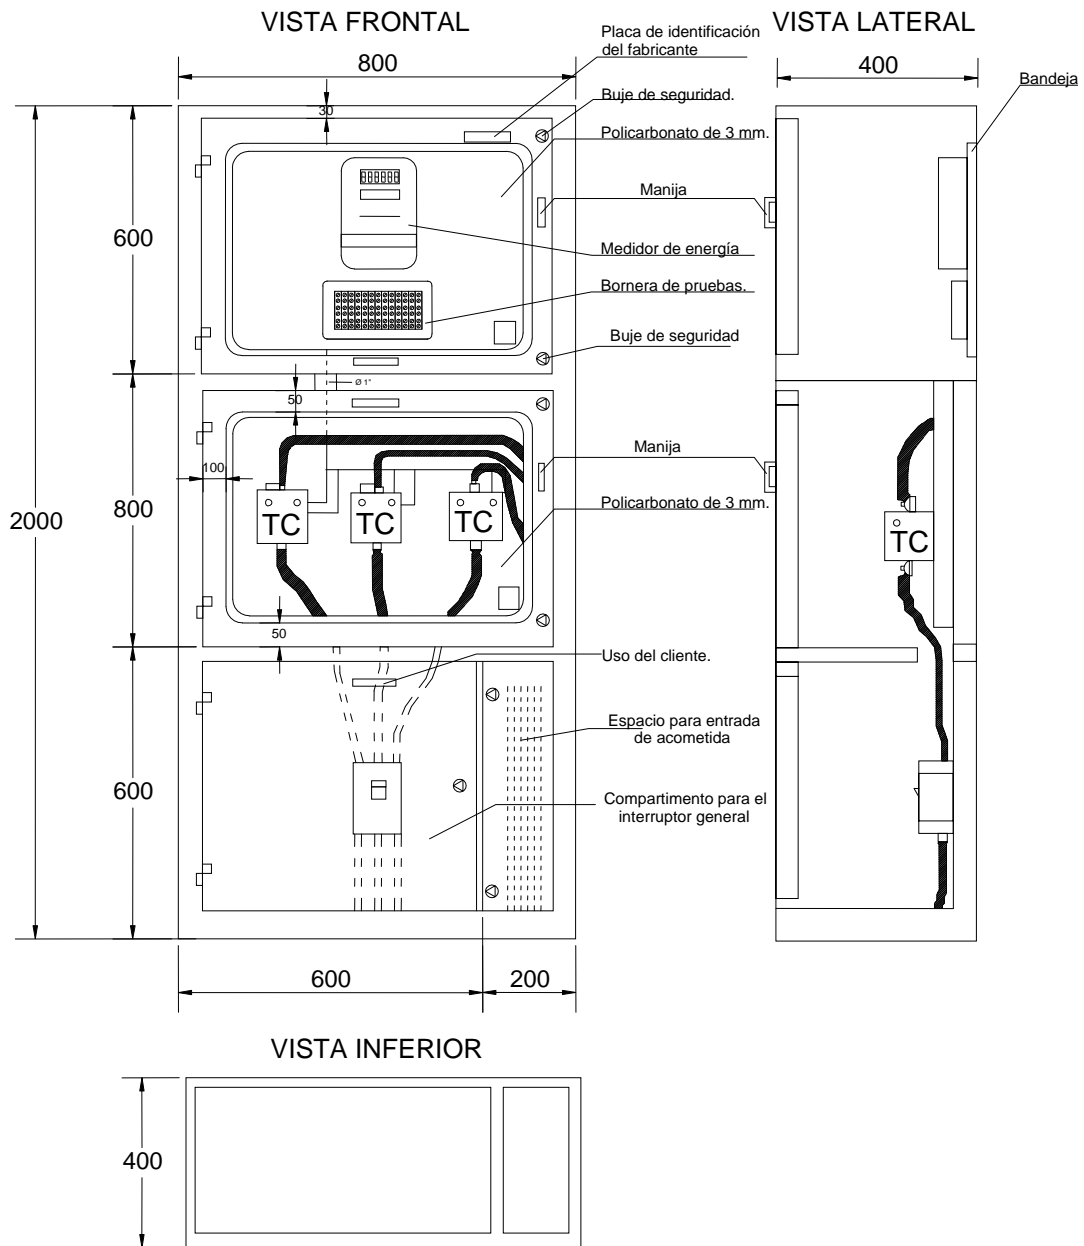 VISTA FRONTAL
VISTA LATERAL
Placa de identificación
del fabricante
800
400
Bandeja
30
Buje de seguridad.
Policarbonato de 3 mm.
Manija
600
Medidor de energía
Bornera de pruebas.
Buje de seguridad
Ø 1"
50
Manija
100
Policarbonato de 3 mm.
2000
800
TC
TC
TC
TC
50
Uso del cliente.
Espacio para entrada
de acometida
600
Compartimento para el
interruptor general
600
200
VISTA INFERIOR
400